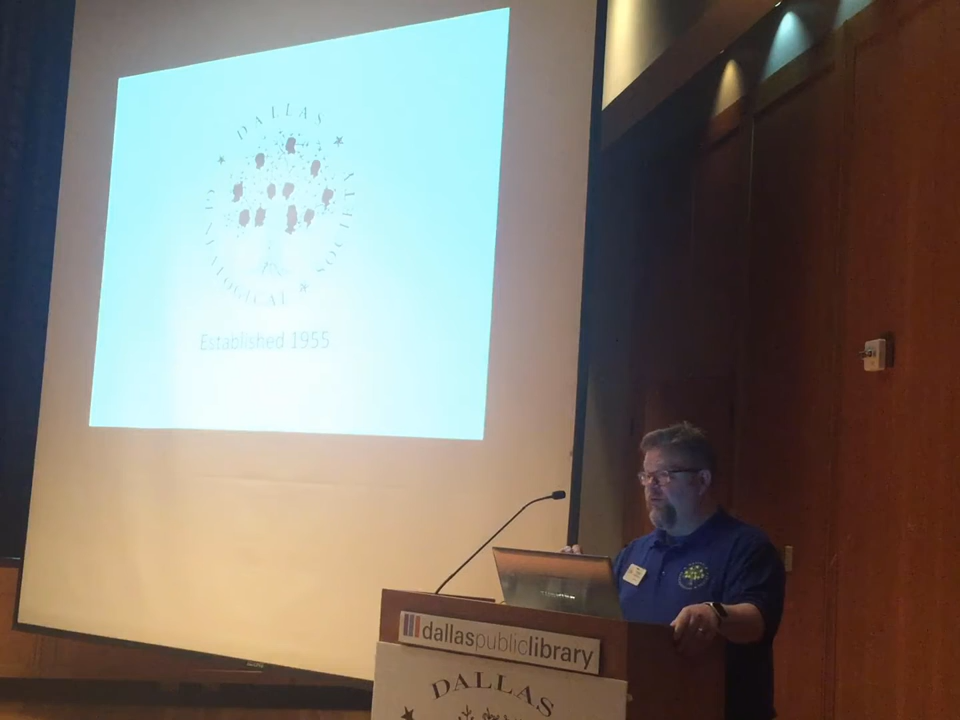 DALLAS
GENEALOGICAL
SOCIETY
Established 1955
dallaspubliclibrary
DALLAS